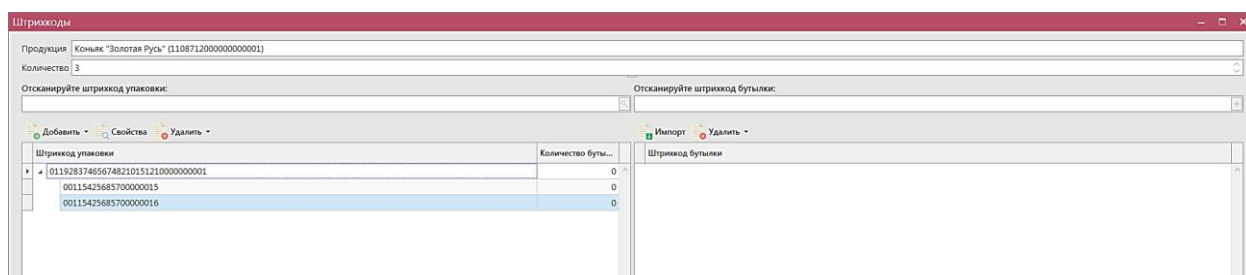 Штрихкоды
Продукция Коньяк "Золотая Русь" (1108712000000000001)
Количество 3
Отсканируйте штрихкод упаковки: Отсканируйте штрихкод бутылки:
Добавить Свойства Удалить Импорт Удалить
Штрихкод упаковки Количество буты... Штрихкод бутылки
01192837465674821015121000000001 0
00115425685700000015 0
00115425685700000016 0